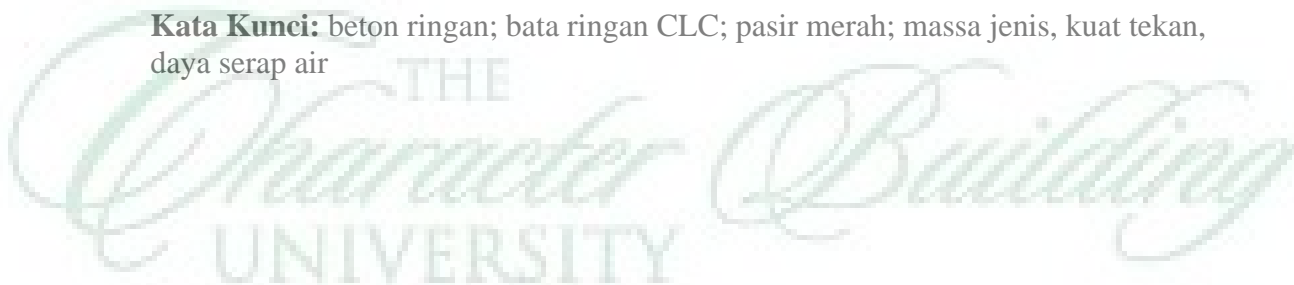 Kata Kunci: beton ringan; bata ringan CLC; pasir merah; massa jenis, kuat tekan,
daya serap air
THE
Character Building
UNIVERSITY